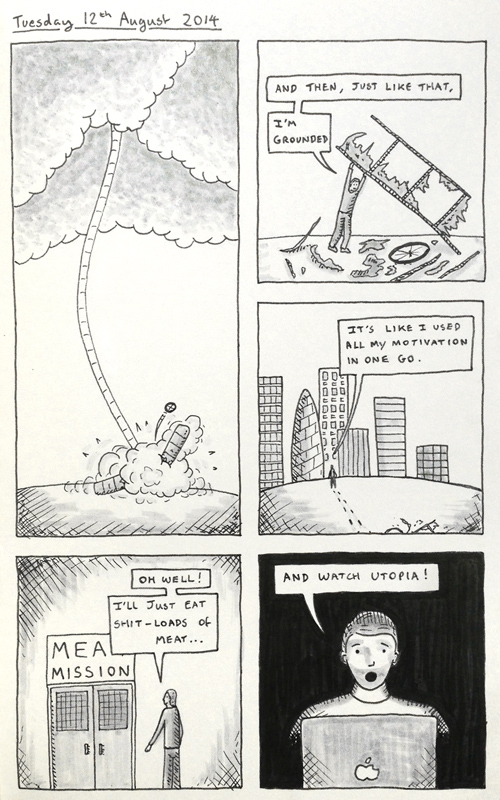 Tuesday 12th August 2014
AND THEN, JUST LIKE THAT,
I'M
GROUNDED
IT'S LIKE I USED
ALL MY MOTIVATION
IN ONE GO.
OH WELL!
I'LL JUST EAT
SHIT-LOADS OF
MEAT...
MEA
MISSION
AND WATCH UTOPIA!